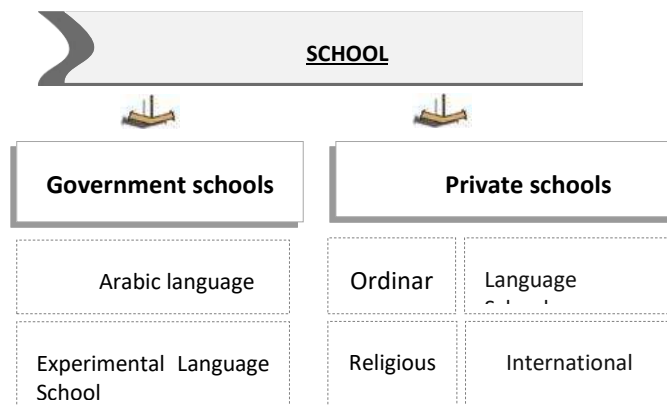 SCHOOL
Government schools
Private schools
Arabic language
Ordinar
Language
Experimental Language
School
Religious
International